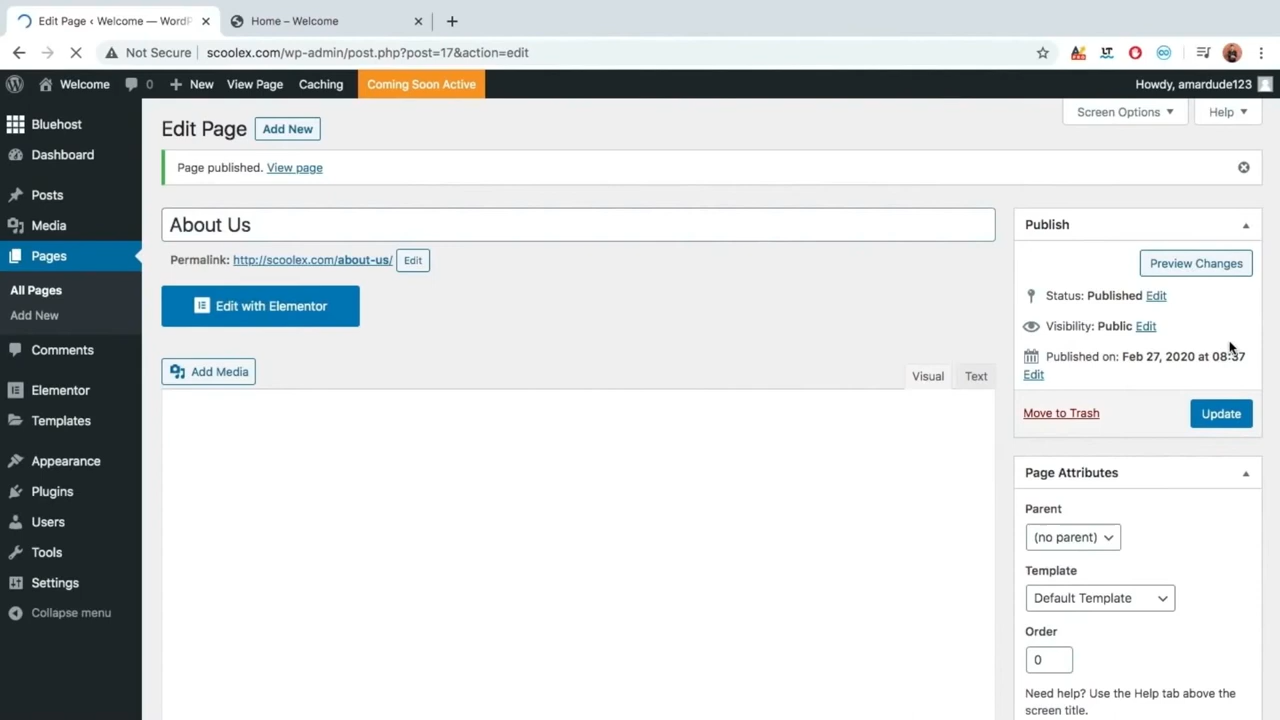 Edit Page ‹ Welcome — WordP
Home – Welcome
Not Secure
scoolex.com/wp-admin/post.php?post=17&action=edit
Welcome
0
New
View Page
Caching
Coming Soon Active
Howdy, amardude123
Bluehost
Dashboard
Posts
Media
Pages
All Pages
Add New
Comments
Elementor
Templates
Appearance
Plugins
Users
Tools
Settings
Collapse menu
Edit Page
Add New
Screen Options
Help
Page published. View page
About Us
Permalink: http://scoolex.com/about-us/
Edit
Edit with Elementor
Add Media
Visual
Text
Publish
Preview Changes
Status: Published Edit
Visibility: Public Edit
Published on: Feb 27, 2020 at 08:37
Edit
Move to Trash
Update
Page Attributes
Parent
(no parent)
Template
Default Template
Order
0
Need help? Use the Help tab above the
screen title.